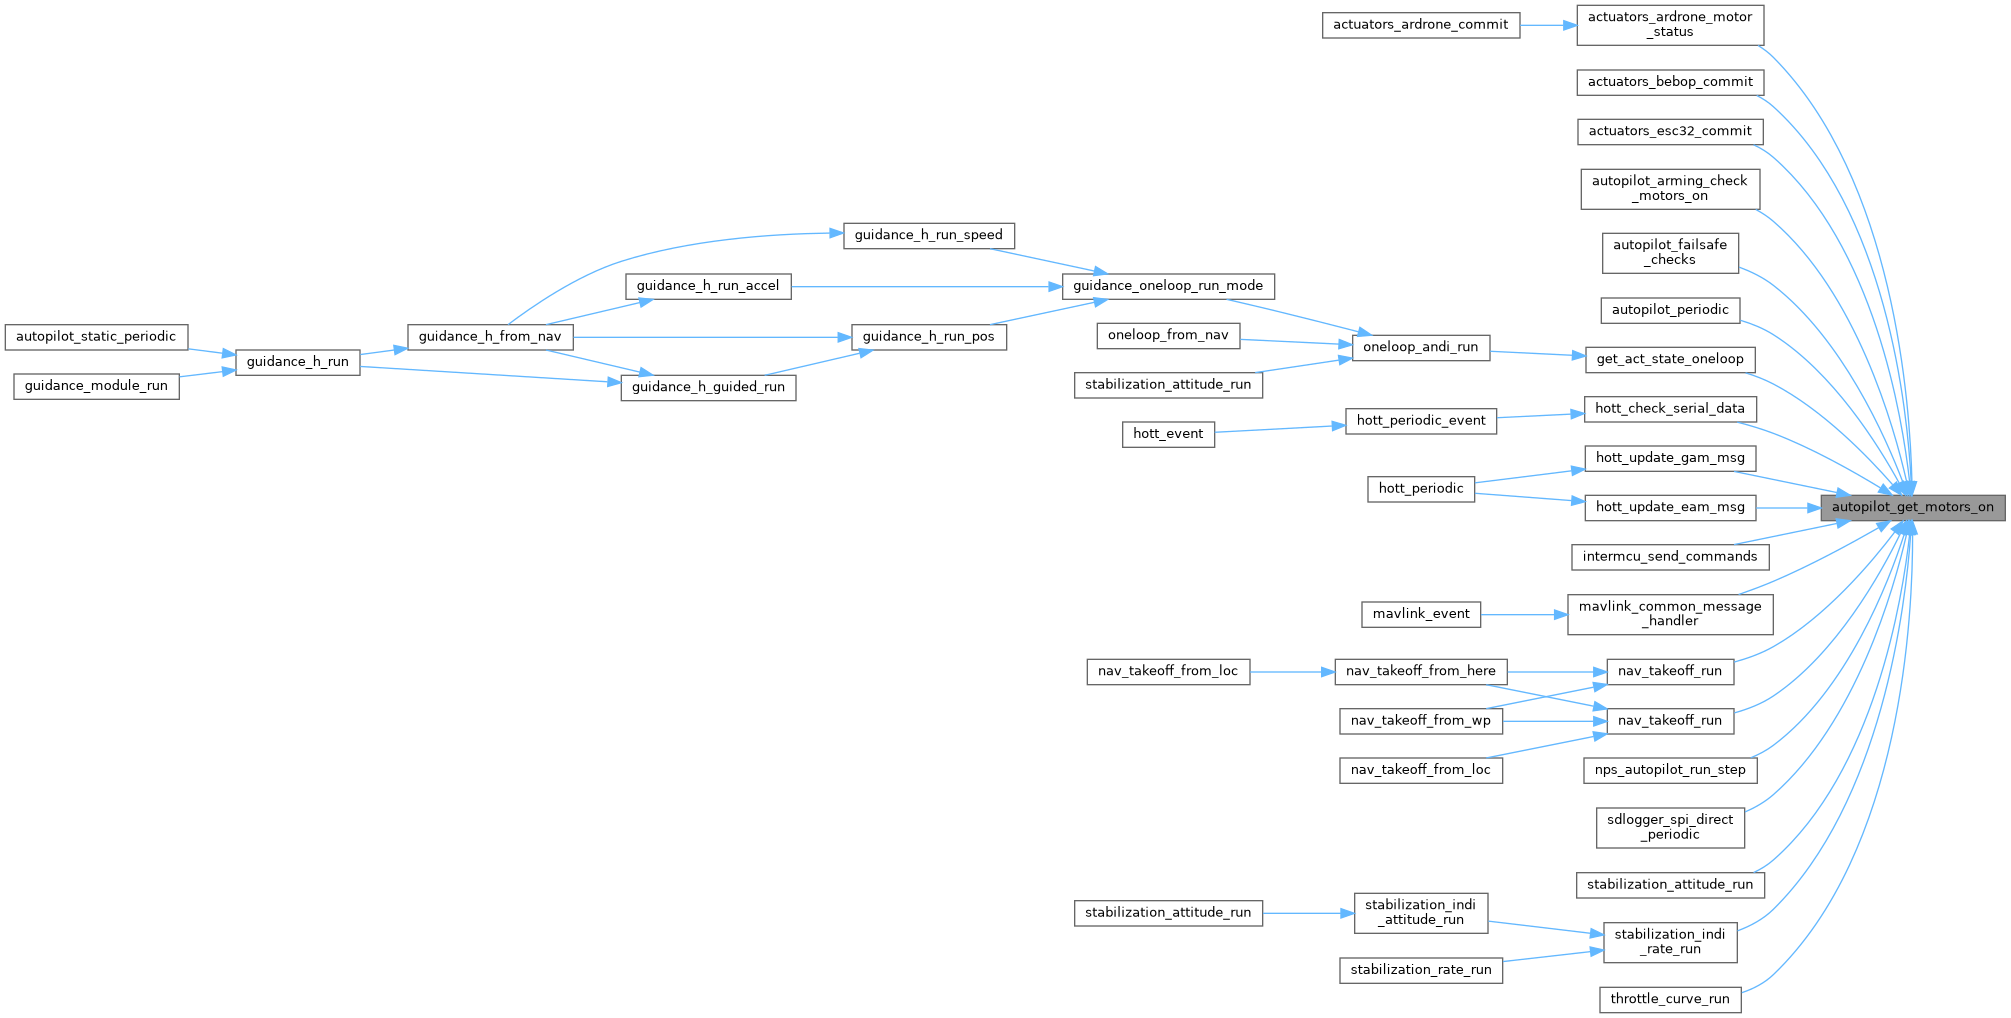 actuators_ardrone_commit
actuators_ardrone_motor
_status
actuators_bebop_commit
actuators_esc32_commit
autopilot_arming_check
_motors_on
autopilot_failsafe
_checks
autopilot_periodic
get_act_state_oneloop
hott_check_serial_data
hott_update_gam_msg
hott_update_eam_msg
intermcu_send_commands
mavlink_common_message
_handler
nav_takeoff_run
nav_takeoff_run
nps_autopilot_run_step
sdlogger_spi_direct
_periodic
stabilization_attitude_run
stabilization_indi
_rate_run
throttle_curve_run
autopilot_get_motors_on
guidance_h_run_speed
guidance_h_run_accel
guidance_oneloop_run_mode
autopilot_static_periodic
guidance_h_from_nav
guidance_h_run_pos
oneloop_from_nav
oneloop_andi_run
guidance_h_run
guidance_module_run
guidance_h_guided_run
stabilization_attitude_run
hott_event
hott_periodic_event
hott_periodic
mavlink_event
nav_takeoff_from_loc
nav_takeoff_from_here
nav_takeoff_from_wp
nav_takeoff_from_loc
stabilization_attitude_run
stabilization_indi
_attitude_run
stabilization_rate_run